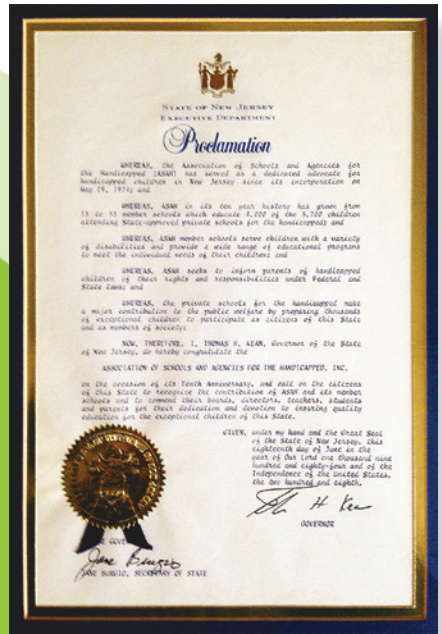 STATE OF NEW JERSEY
EXECUTIVE DEPARTMENT
Proclamation
WHEREAS, the Association of Schools and Agencies for
the Handicapped (ASAH) has served as a dedicated advocate for
handicapped children in New Jersey since its incorporation on
May 29, 1974; and
WHEREAS, ASAH in its ten year history has grown from
15 to 53 member schools which educate 4,200 of the 5,700 children
attending State-approved private schools for the handicapped; and
WHEREAS, ASAH member schools serve children with a variety
of disabilities and provide a wide range of educational programs
to meet the individual needs of their children; and
WHEREAS, ASAH seeks to inform parents of handicapped
children of their rights and responsibilities under Federal and
State laws; and
WHEREAS, the private schools for the handicapped make
a major contribution to the public welfare by preparing thousands
of exceptional children to participate as citizens of this State
and as members of society;
NOW, THEREFORE, I, THOMAS H. KEAN, Governor of the State
of New Jersey, do hereby congratulate the
ASSOCIATION OF SCHOOLS AND AGENCIES FOR THE HANDICAPPED, INC.
on the occasion of its Tenth Anniversary, and call on the citizens
of this State to recognize the contribution of ASAH and its member
schools and to commend their boards, directors, teachers, students
and parents for their dedication and devotion to insuring quality
education for the exceptional children of this State.
GIVEN, under my hand and the Great Seal
of the State of New Jersey, this
eighteenth day of June in the
year of Our Lord one thousand nine
hundred and eighty-four and of the
Independence of the United States,
the two hundred and eighth.
H Kean
GOVERNOR
GOVE
Jane Burgio
JANE BURGIO, SECRETARY OF STATE